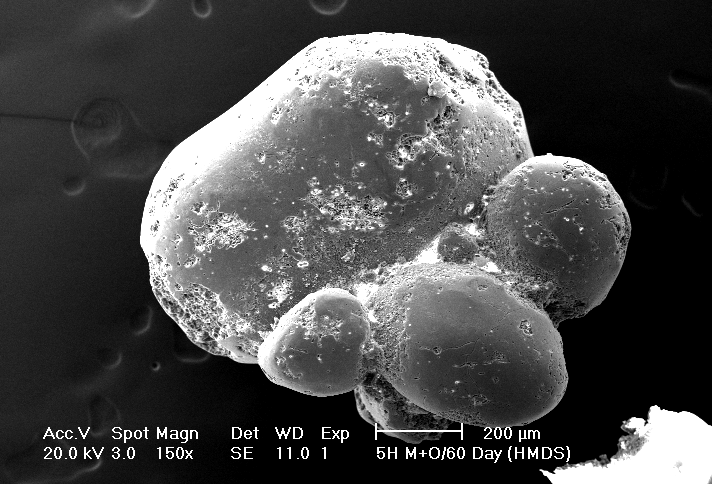 Acc.V Spot Magn Det WD Exp 200 µm
20.0 kV 3.0 150x SE 11.0 1 5H M+O/60 Day (HMDS)